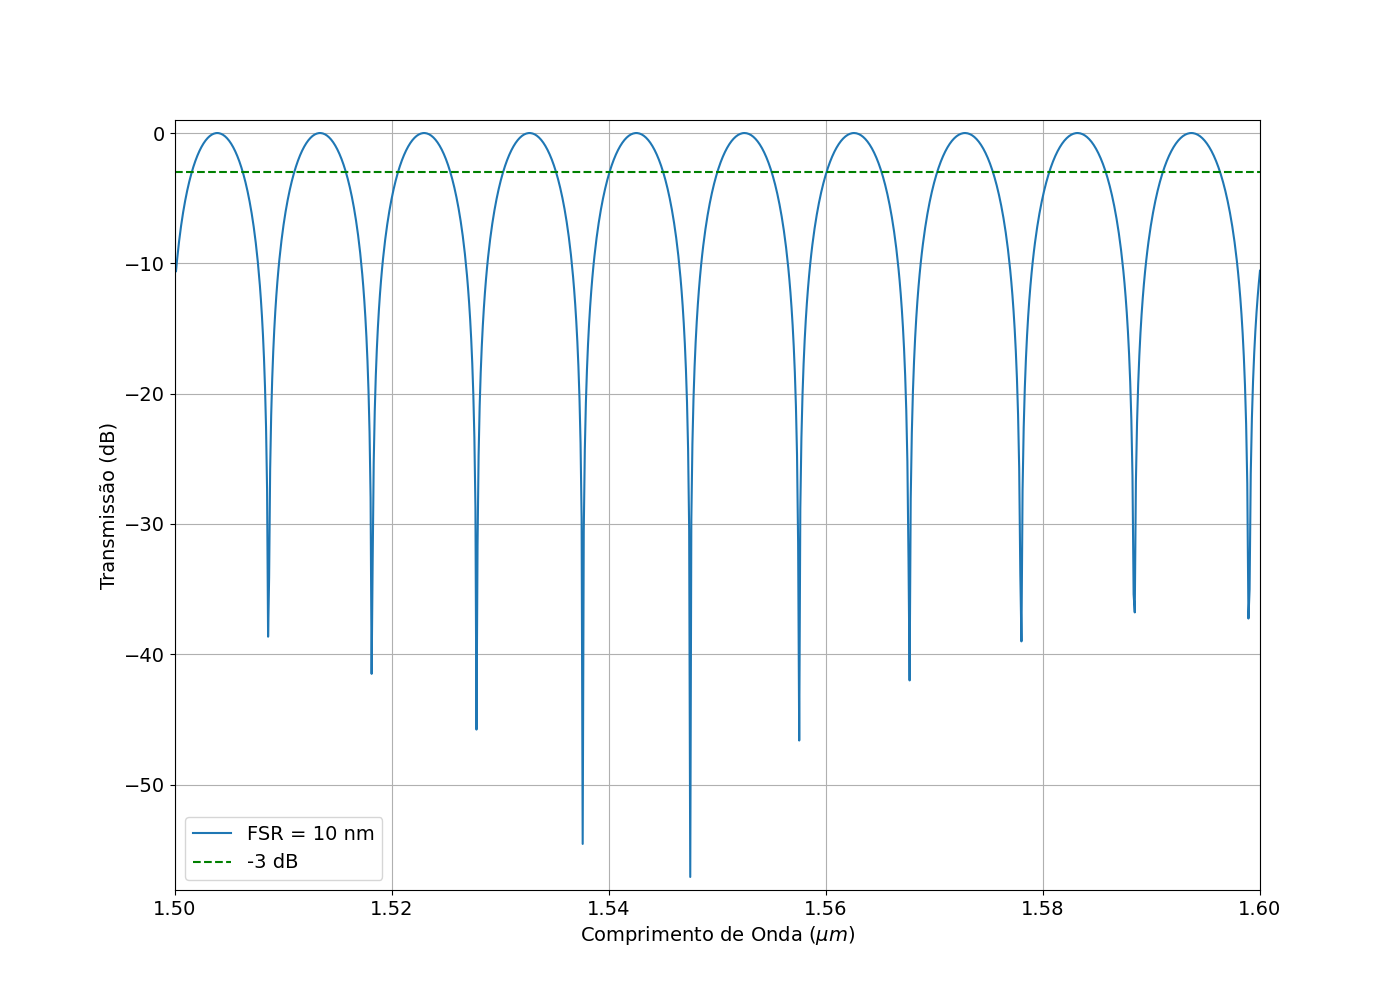 0
−10
−20
−30
−40
−50
Transmissão (dB)
FSR = 10 nm
-3 dB
1.50 1.52 1.54 1.56 1.58 1.60
Comprimento de Onda (μm)